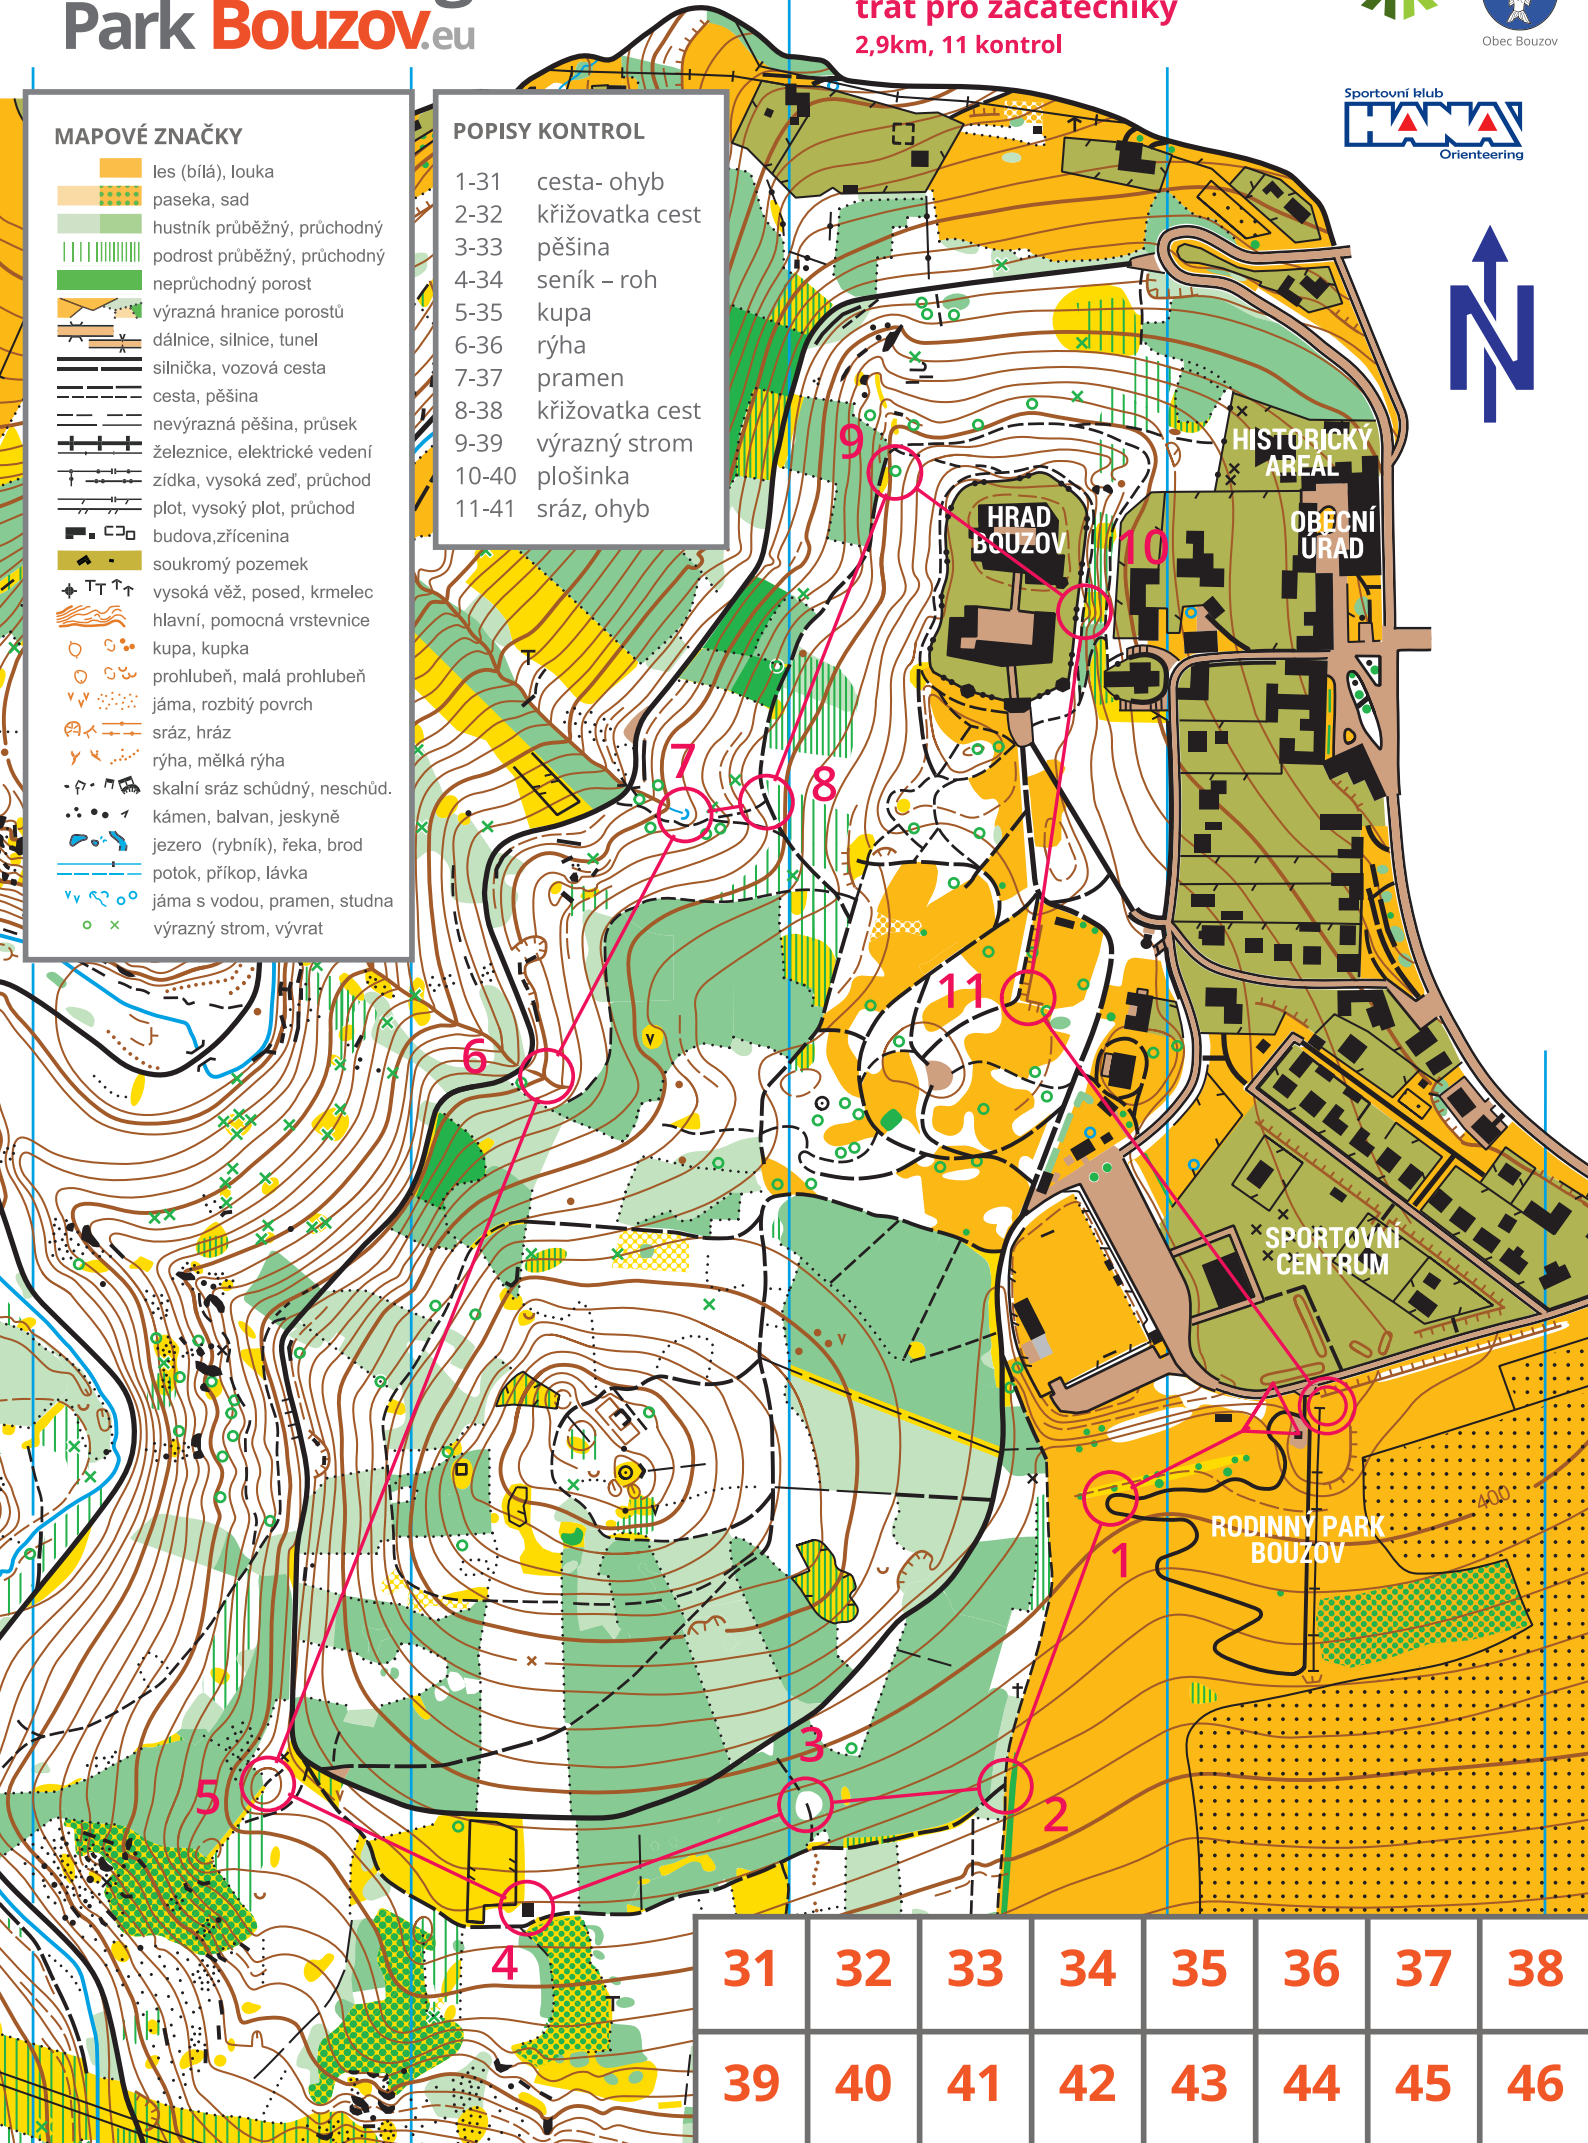 Park Bouzov.eu
trať pro začátečníky
2,9km, 11 kontrol
Obec Bouzov
Sportovní klub
HANÁ
Orienteering
MAPOVÉ ZNAČKY
les (bílá), louka
paseka, sad
hustník průběžný, průchodný
podrost průběžný, průchodný
neprůchodný porost
výrazná hranice porostů
dálnice, silnice, tunel
silnička, vozová cesta
cesta, pěšina
nevýrazná pěšina, průsek
železnice, elektrické vedení
zídka, vysoká zeď, průchod
plot, vysoký plot, průchod
budova,zřícenina
soukromý pozemek
vysoká věž, posed, krmelec
hlavní, pomocná vrstevnice
kupa, kupka
prohlubeň, malá prohlubeň
jáma, rozbitý povrch
sráz, hráz
rýha, mělká rýha
skalní sráz schůdný, neschůd.
kámen, balvan, jeskyně
jezero (rybník), řeka, brod
potok, příkop, lávka
jáma s vodou, pramen, studna
výrazný strom, vývrat
POPISY KONTROL
1-31 cesta- ohyb
2-32 křižovatka cest
3-33 pěšina
4-34 seník – roh
5-35 kupa
6-36 rýha
7-37 pramen
8-38 křižovatka cest
9-39 výrazný strom
10-40 plošinka
11-41 sráz, ohyb
N
9
HISTORICKÝ
AREÁL
HRAD
BOUZOV
OBECNÍ
ÚŘAD
10
7
8
11
6
SPORTOVNÍ
CENTRUM
400
RODINNÝ PARK
BOUZOV
1
3
5
2
4
31 32 33 34 35 36 37 38
39 40 41 42 43 44 45 46